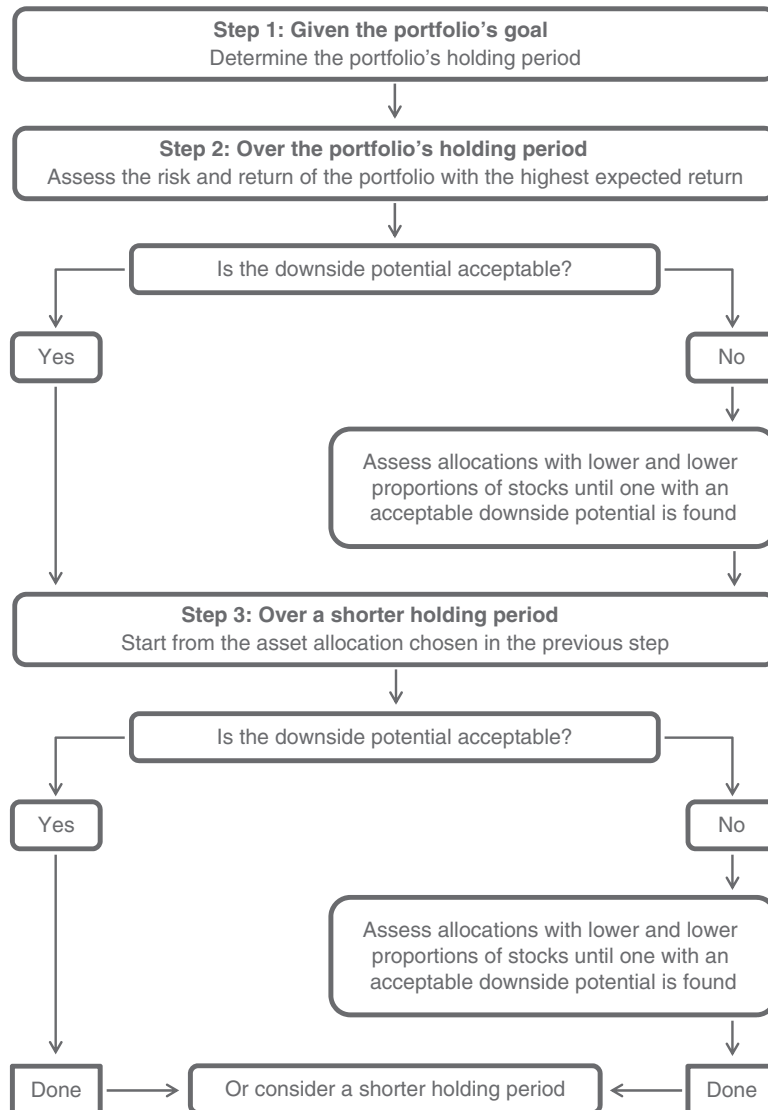 Step 1: Given the portfolio's goal
Determine the portfolio's holding period
Step 2: Over the portfolio's holding period
Assess the risk and return of the portfolio with the highest expected return
Is the downside potential acceptable?
Yes
No
Assess allocations with lower and lower
proportions of stocks until one with an
acceptable downside potential is found
Step 3: Over a shorter holding period
Start from the asset allocation chosen in the previous step
Is the downside potential acceptable?
Yes
No
Assess allocations with lower and lower
proportions of stocks until one with an
acceptable downside potential is found
Done
Or consider a shorter holding period
Done